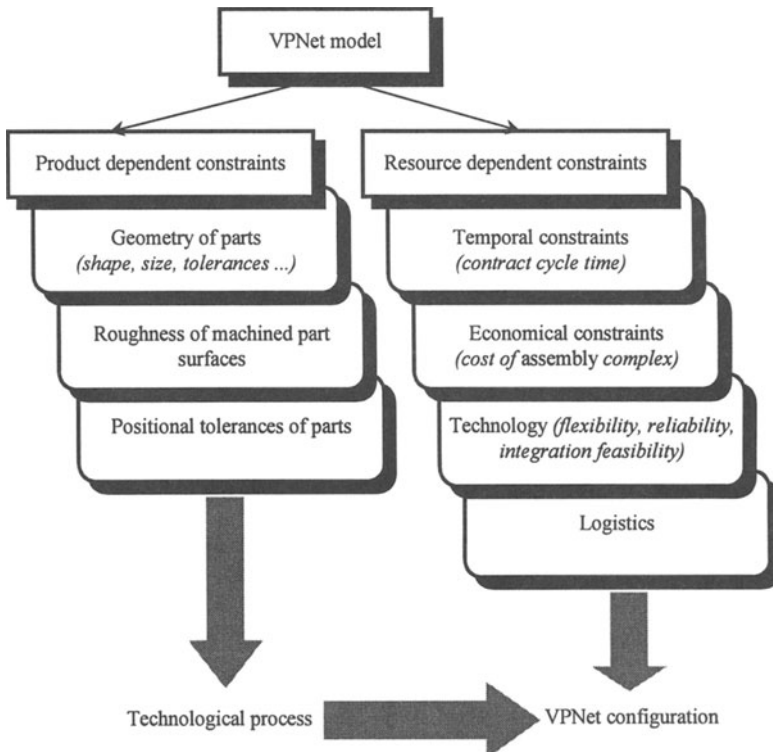 VPNet model
Product dependent constraints
Geometry of parts
(shape, size, tolerances ...)
Roughness of machined part
surfaces
Positional tolerances of parts
Resource dependent constraints
Temporal constraints
(contract cycle time)
Economical constraints
(cost of assembly complex)
Technology (flexibility, reliability,
integration feasibility)
Logistics
Technological process
VPNet configuration